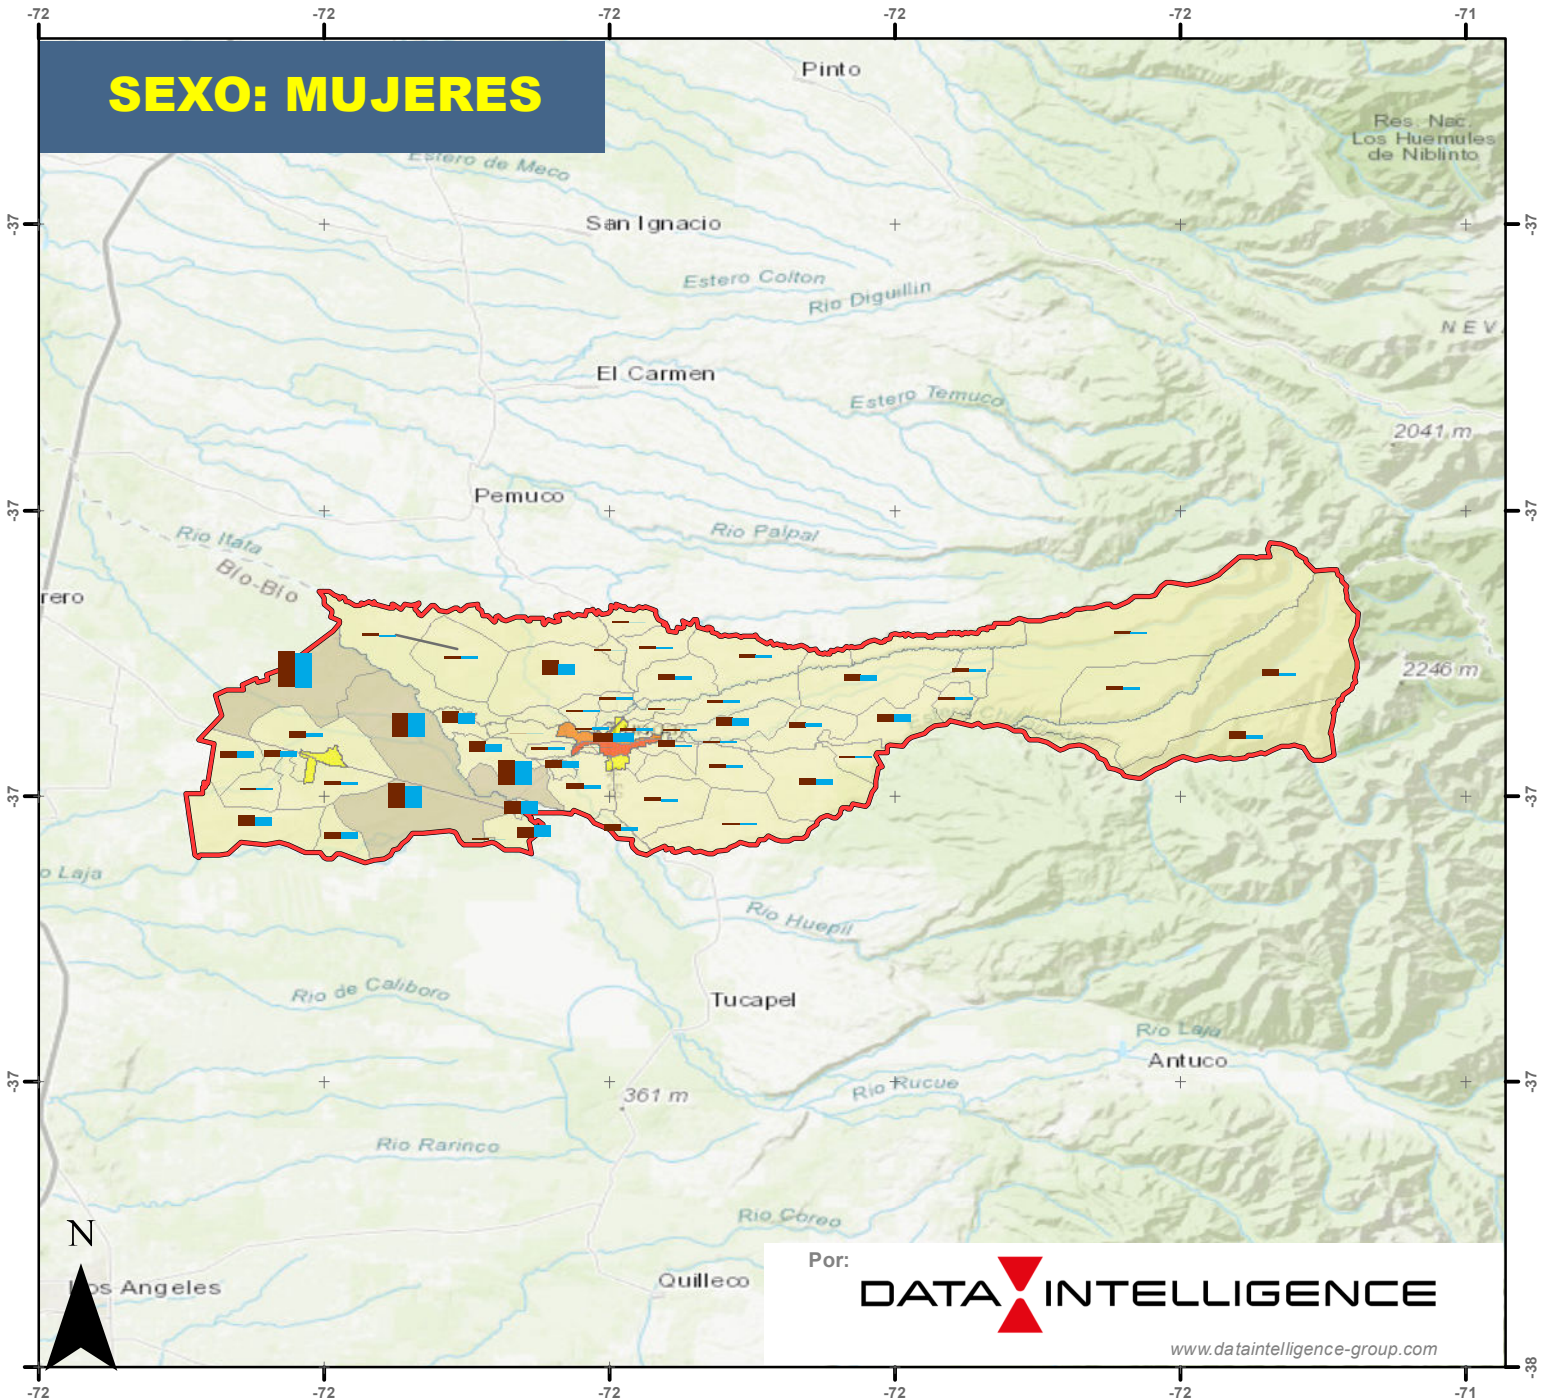 -72 -72 -72 -72 -72 -71
SEXO: MUJERES
Pinto
Res. Nac.
Los Huemules
de Niblinto
Estero de Meco
-37 San Ignacio -37
Estero Colton
Rio Diguillin
NEV
El Carmen
Estero Temuco
2041 m
Pemuco
-37 -37
Rio Itata
Rio Palpal
Bio-Bio
rero
2246 m
-37 -37
o Laja
Rio Huepil
Rio de Caliboro
Tucapel
Rio Laja
Antuco
-37 -37
Rio Rucue
361 m
Rio Rarinco
Rio Coreo
N
Quilleco
os Angeles
Por:
DATA INTELLIGENCE
www.dataintelligence-group.com
-38
-72 -72 -72 -72 -72 -71